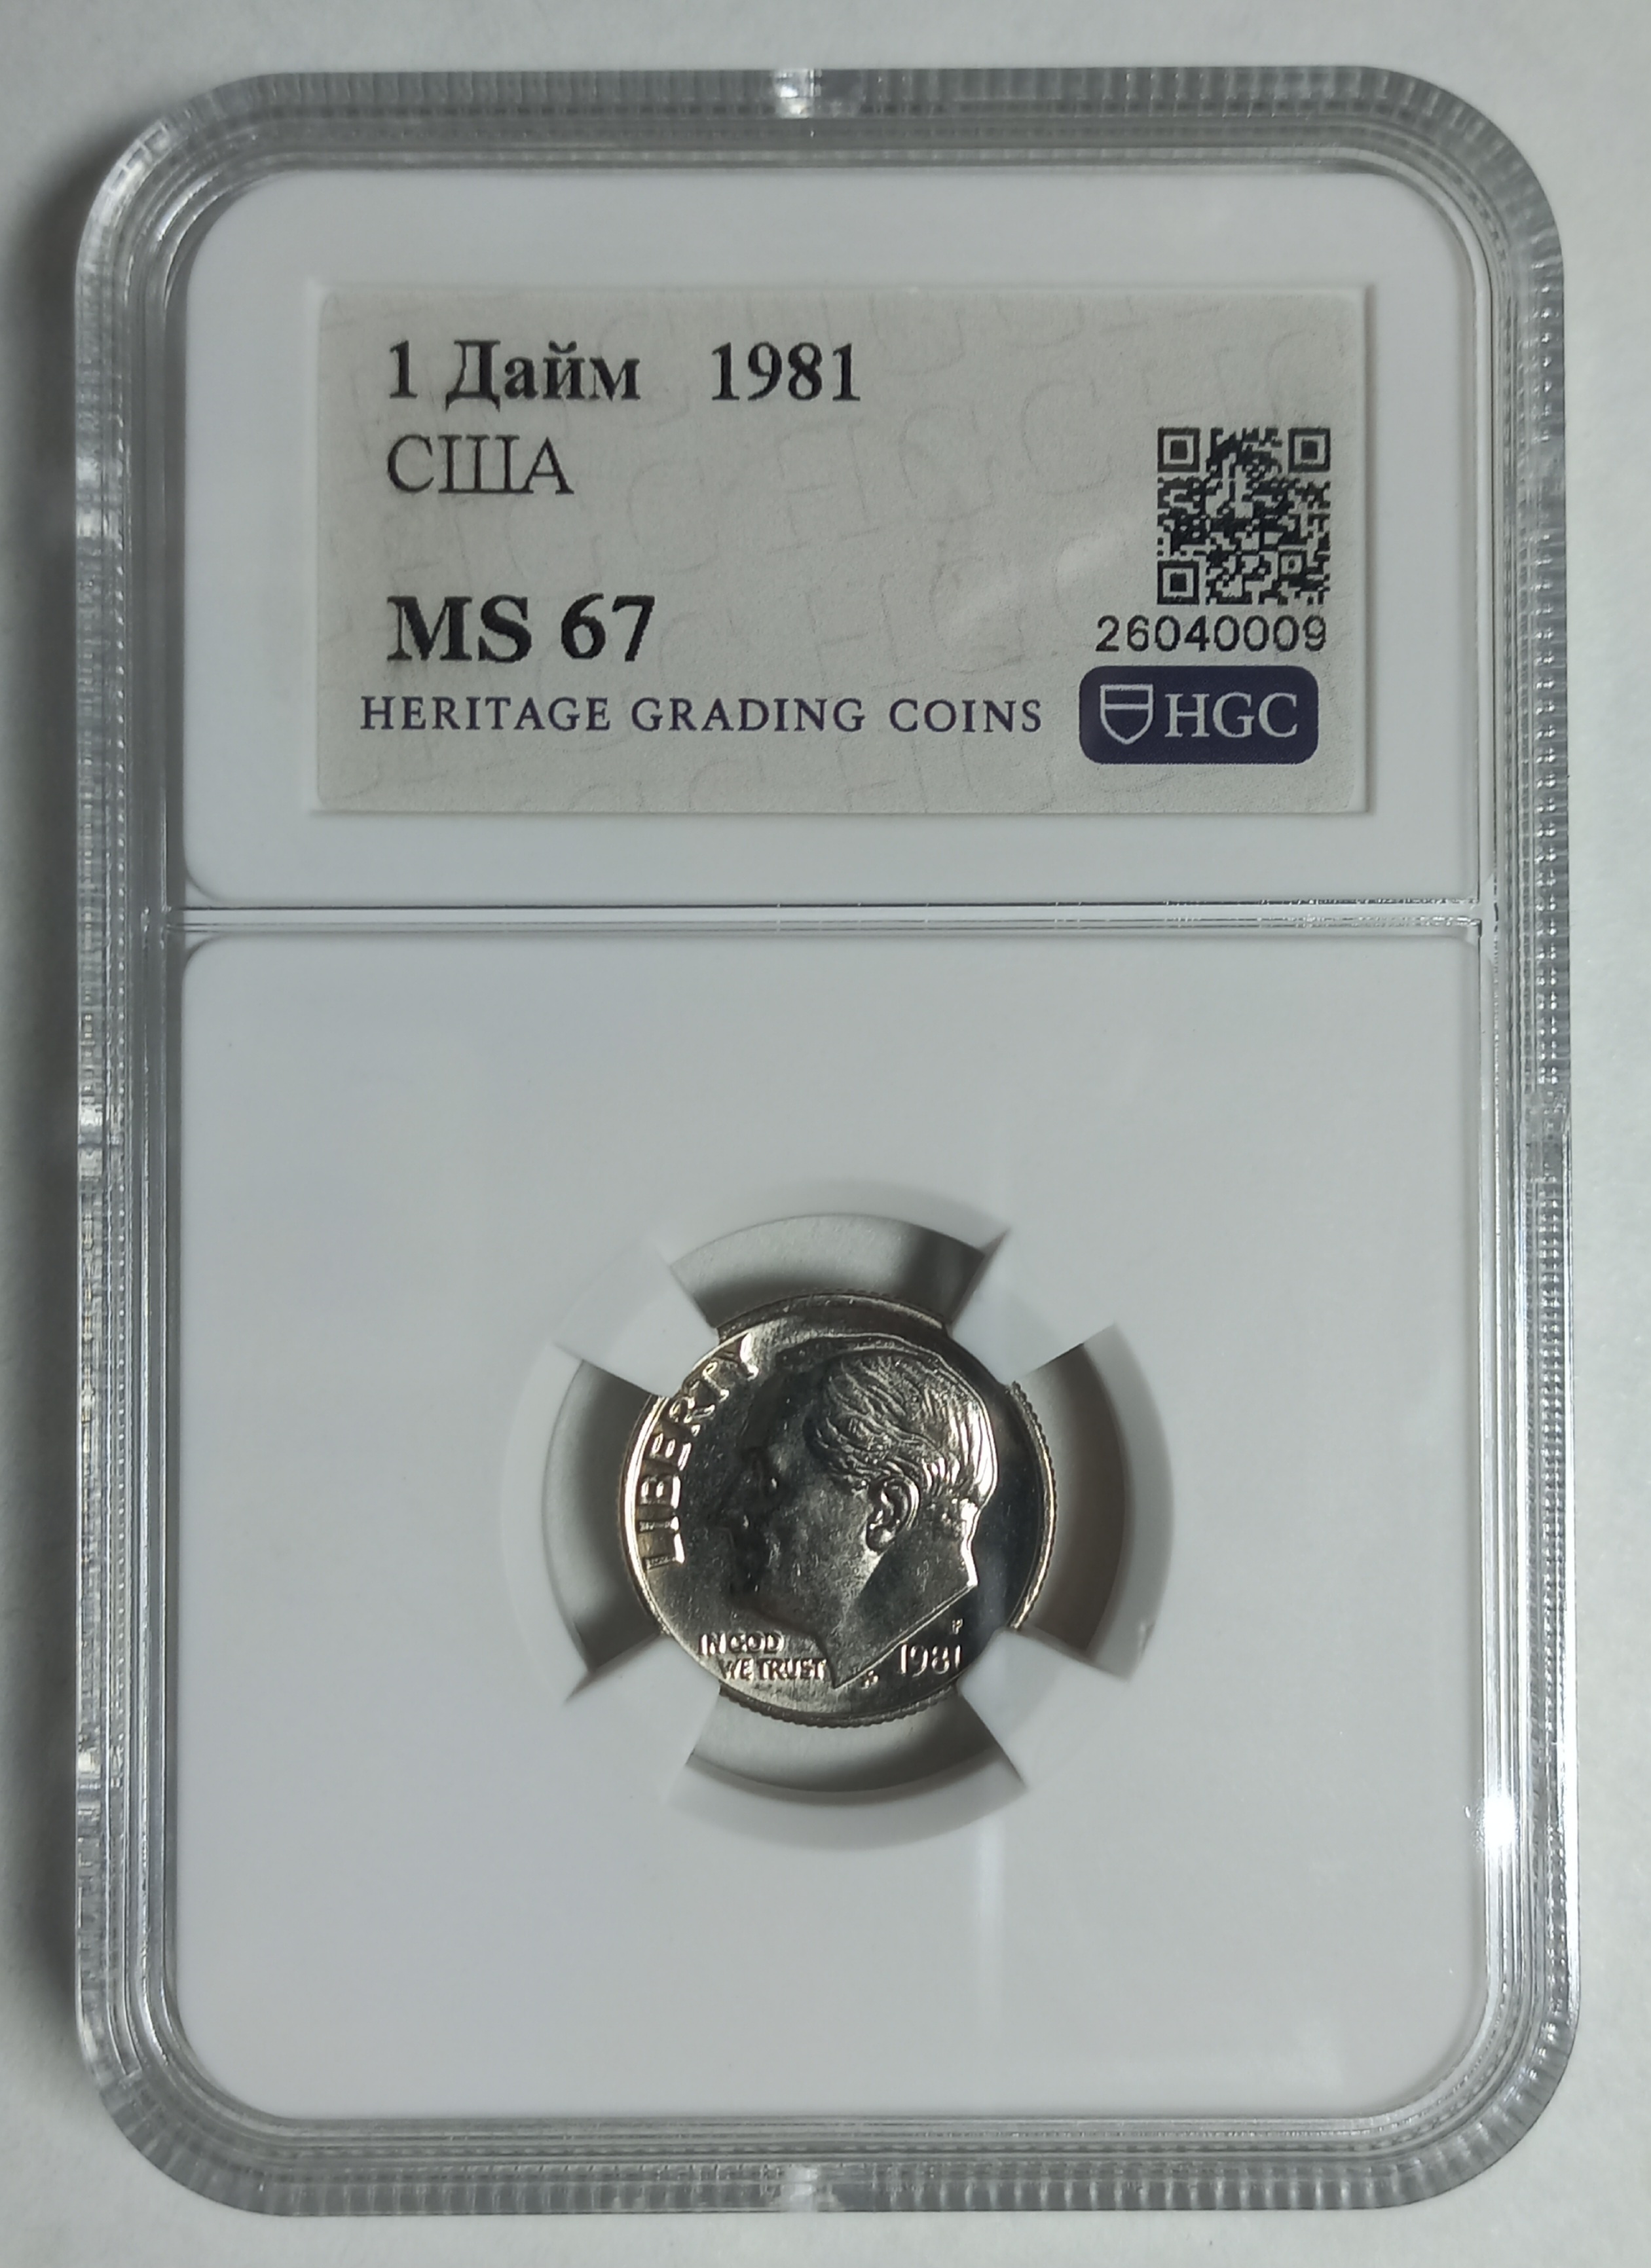 1 Дайм 1981
США
MS 67
26040009
HERITAGE GRADING COINS
HGC
LIBERTY
IN GOD
WE TRUST
P
1981